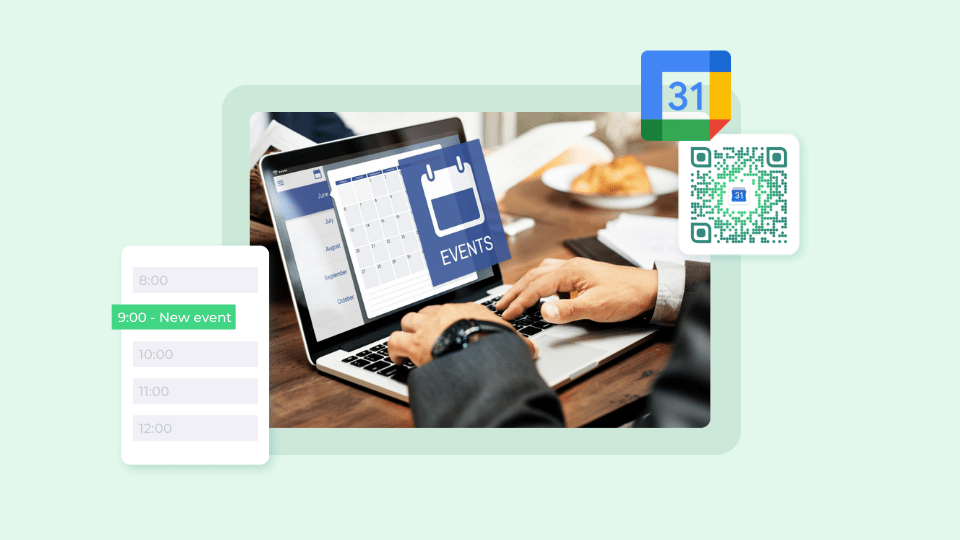 31
31
June
July
August
September
October
EVENTS
8:00
9:00 - New event
10:00
11:00
12:00